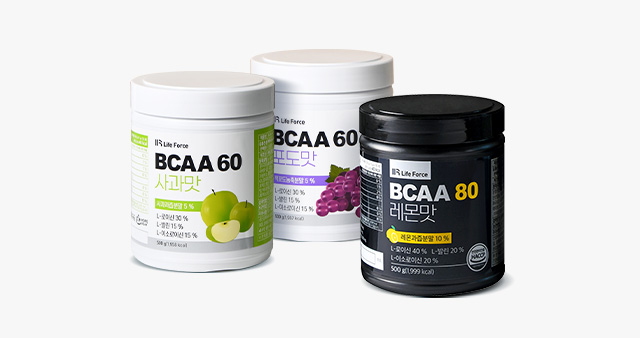 Life Force
BCAA 60
사과맛
사과과즙분말 5 %
L-로이신 30 %
L-발린 15 %
L-이소로이신 15 %
Life Force
BCAA 60
포도맛
L-로이신 30 %
L-발린 15 %
L-이소로이신 15 %
Life Force
BCAA 80
레몬맛
레몬과즙분말 10 %
L-로이신 40 % L-발린 20 %
L-이소로이신 20 %
500 g(1,999 kcal)
HACCP